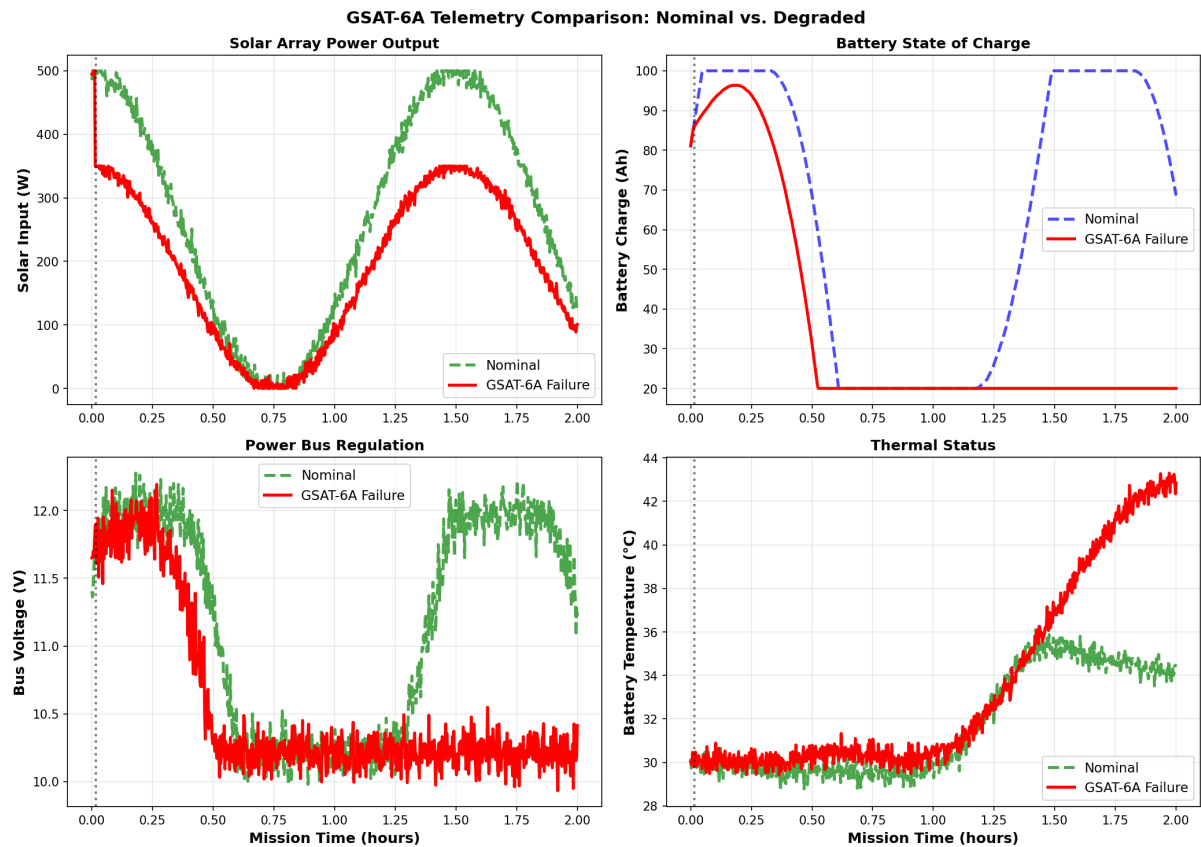 GSAT-6A Telemetry Comparison: Nominal vs. Degraded
Solar Array Power Output
Solar Input (W)
500
400
300
200
100
0
0.00 0.25 0.50 0.75 1.00 1.25 1.50 1.75 2.00
Nominal
GSAT-6A Failure
Battery State of Charge
Battery Charge (Ah)
100
90
80
70
60
50
40
30
20
0.00 0.25 0.50 0.75 1.00 1.25 1.50 1.75 2.00
Nominal
GSAT-6A Failure
Power Bus Regulation
Bus Voltage (V)
12.0
11.5
11.0
10.5
10.0
0.00 0.25 0.50 0.75 1.00 1.25 1.50 1.75 2.00
Mission Time (hours)
Nominal
GSAT-6A Failure
Thermal Status
Battery Temperature (°C)
44
42
40
38
36
34
32
30
28
0.00 0.25 0.50 0.75 1.00 1.25 1.50 1.75 2.00
Mission Time (hours)
Nominal
GSAT-6A Failure